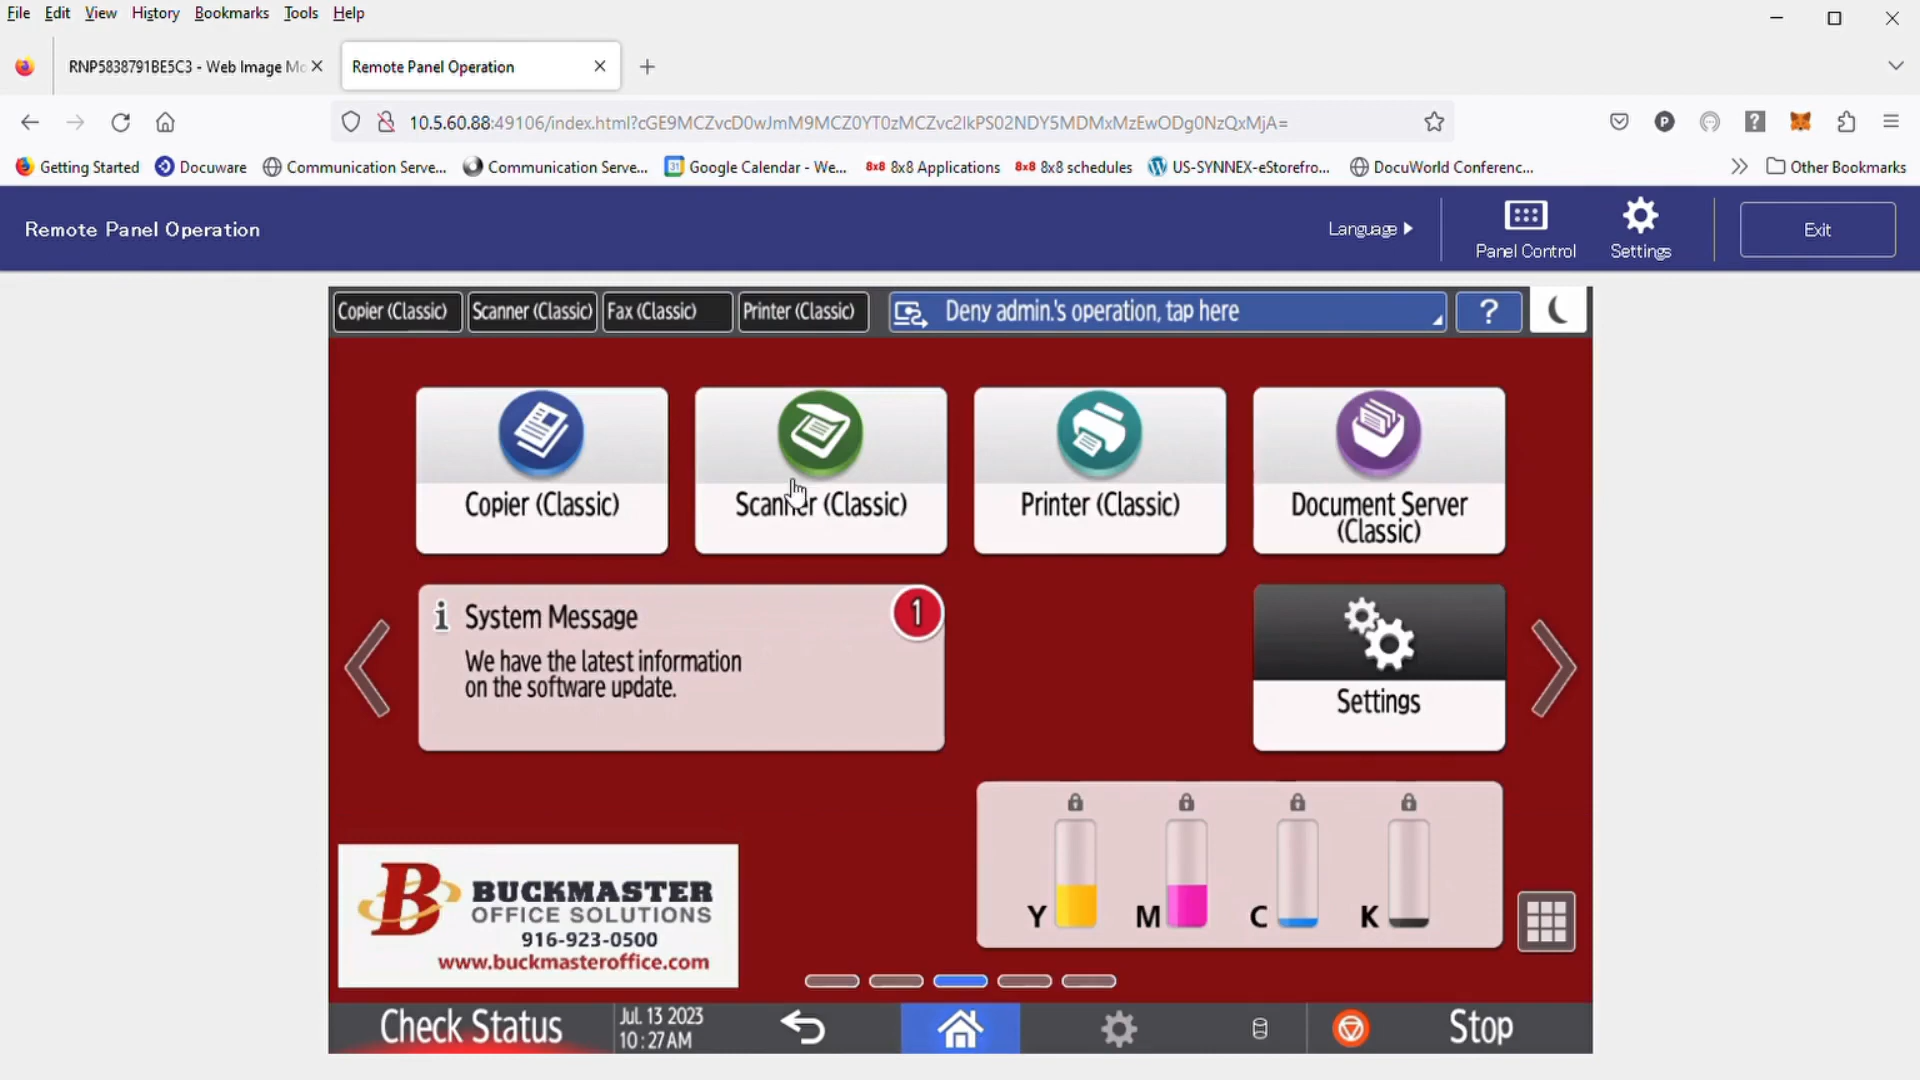 File Edit View History Bookmarks Tools Help
RNP5838791BE5C3 - Web Image Mo
Remote Panel Operation
10.5.60.88:49106/index.html?cGE9MCZvcD0wJmM9MCZ0YT0zMCZvc2lkPS02NDY5MDMxMzEwODg0NzQxMjA=
Getting Started Docuware Communication Serve... Communication Serve... Google Calendar - We... 8x8 8x8 Applications 8x8 8x8 schedules US-SYNNEX-eStorefro... DocuWorld Conferenc... Other Bookmarks
Remote Panel Operation
Language
Panel Control
Settings
Exit
Copier (Classic) Scanner (Classic) Fax (Classic) Printer (Classic) Deny admin.'s operation, tap here ?
Copier (Classic)
Scanner (Classic)
Printer (Classic)
Document Server
(Classic)
i System Message 1
We have the latest information
on the software update.
Settings
Y M C K
B BUCKMASTER
OFFICE SOLUTIONS
916-923-0500
www.buckmasteroffice.com
Check Status
Jul. 13 2023
10:27AM
Stop